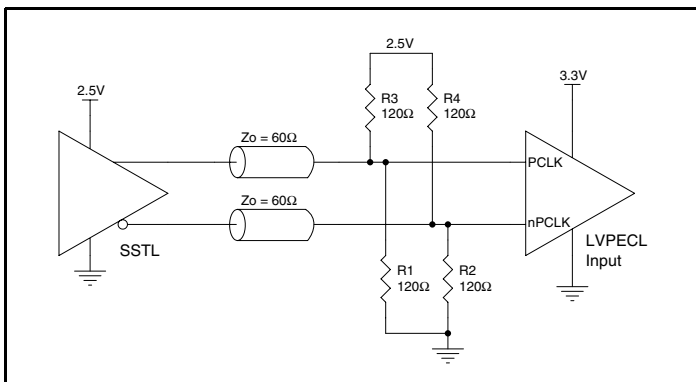 2.5V
2.5V
3.3V
R3
120Ω
R4
120Ω
Zo = 60Ω
PCLK
Zo = 60Ω
nPCLK
SSTL
LVPECL
Input
R1
120Ω
R2
120Ω